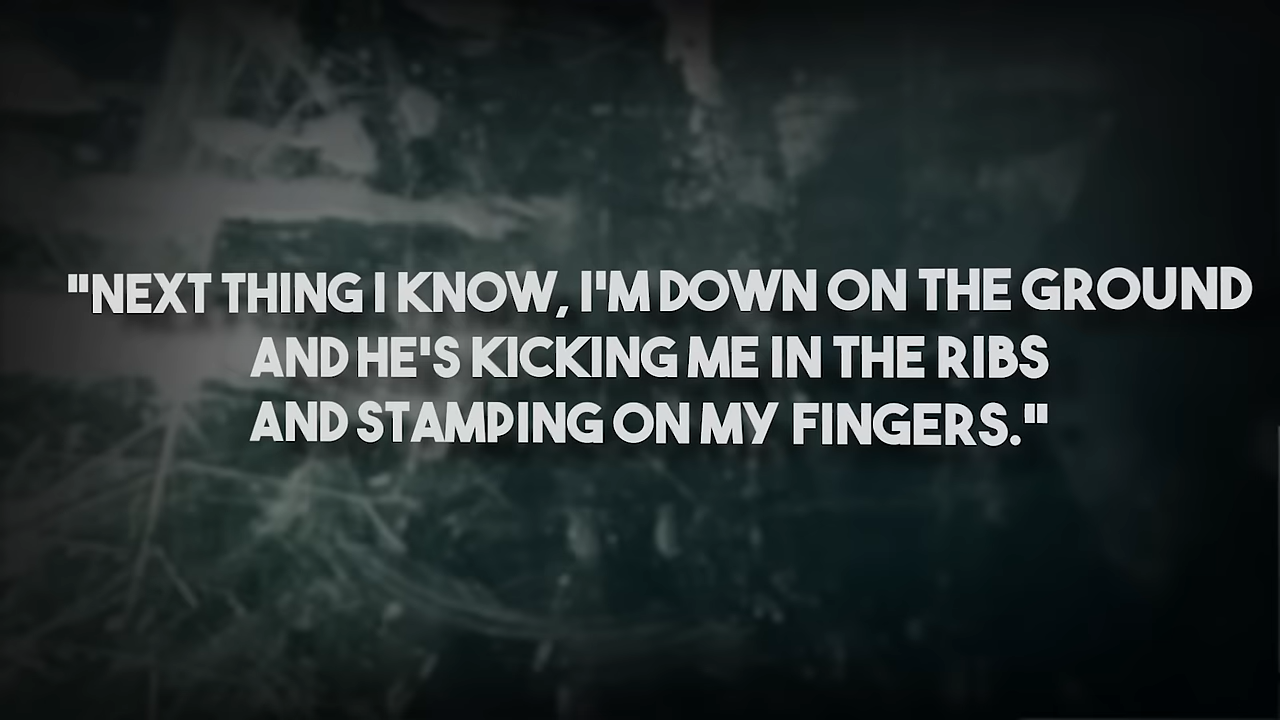 "NEXT THING I KNOW, I'M DOWN ON THE GROUND
AND HE'S KICKING ME IN THE RIBS
AND STAMPING ON MY FINGERS."